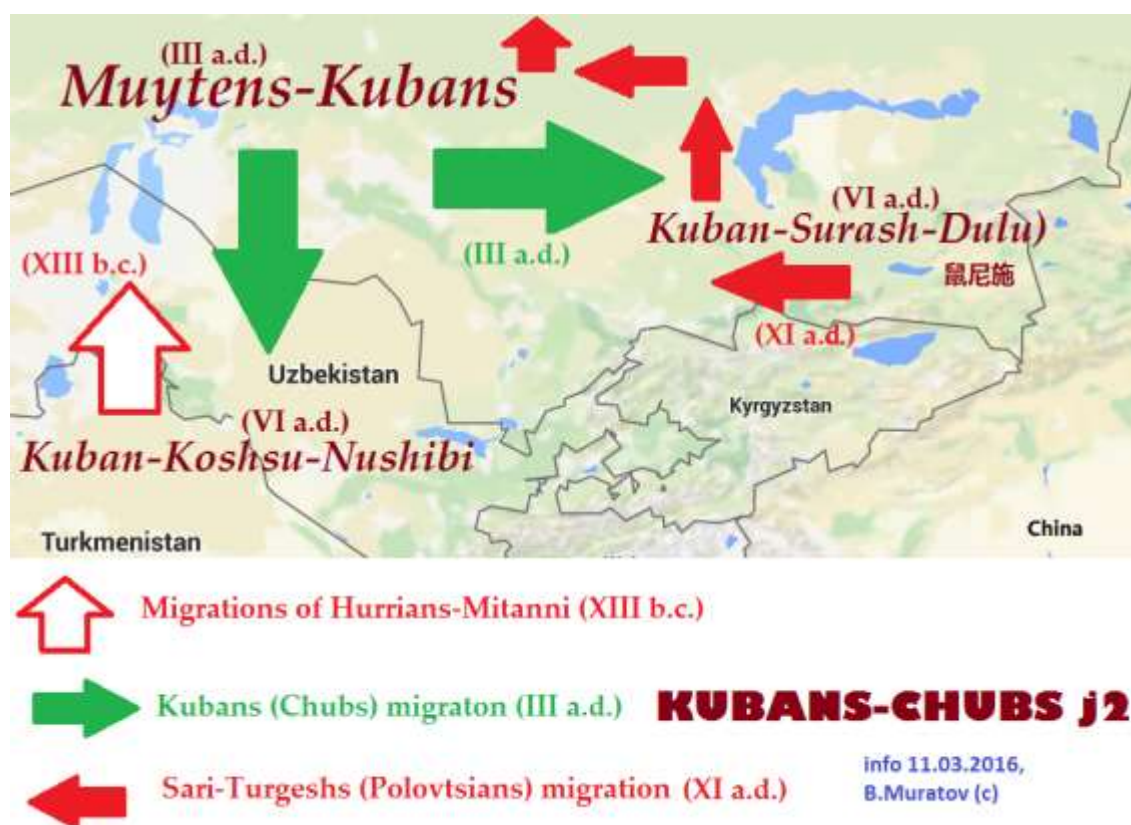 (III a.d.)
Muytens-Kubans
(VI a.d.)
Kuban-Surash-Dulu)
(III a.d.)
(XIII b.c.)
鼠尼施
(XI a.d.)
Uzbekistan
Kyrgyzstan
(VI a.d.)
Kuban-Koshsu-Nushibi
China
Turkmenistan
Migrations of Hurrians-Mitanni (XIII b.c.)
Kubans (Chubs) migraton (III a.d.)
KUBANS-CHUBS j2
info 11.03.2016,
B.Muratov (c)
Sari-Turgeshs (Polovtsians) migration (XI a.d.)